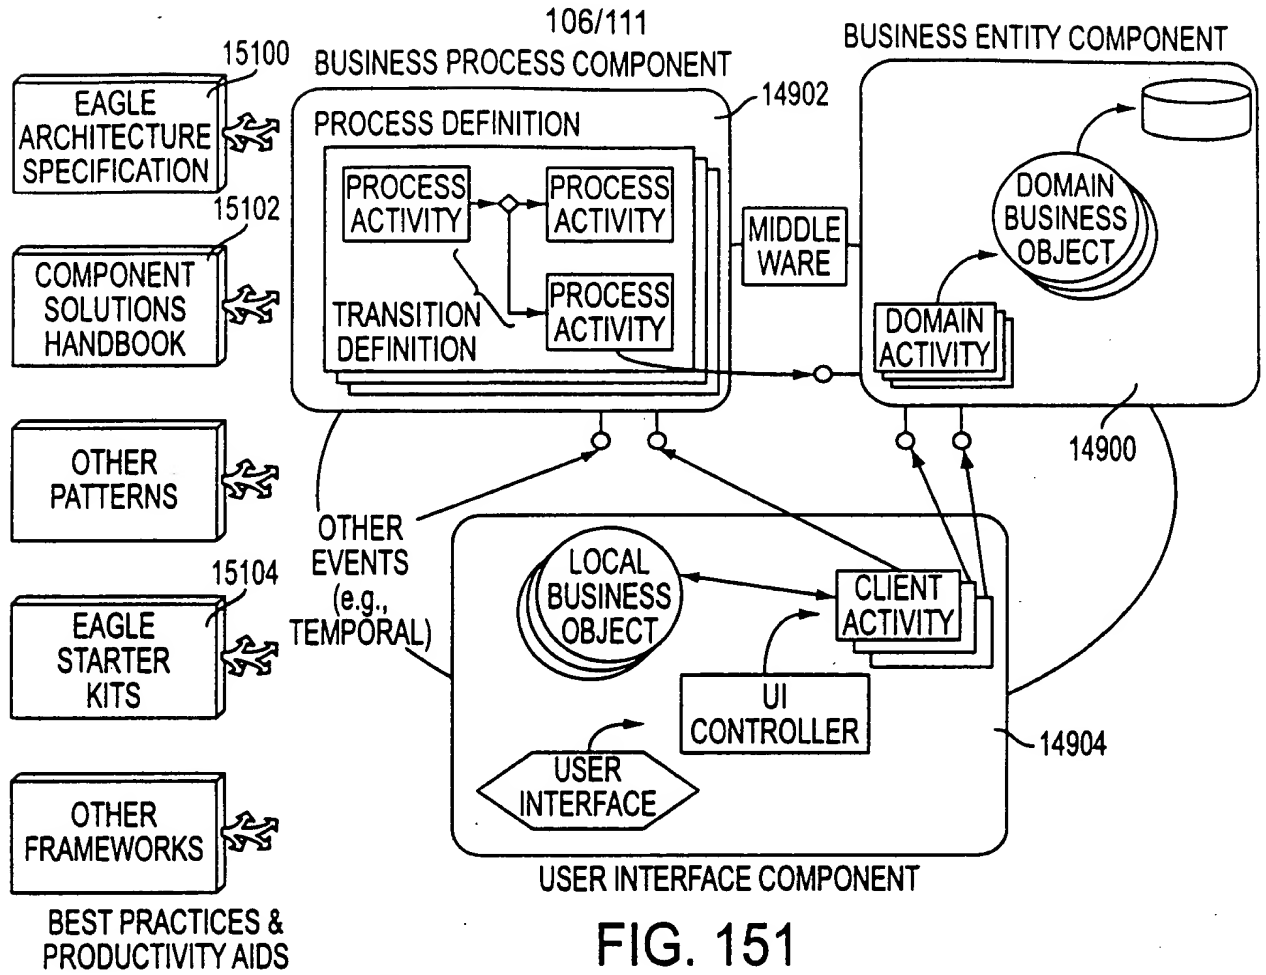 106/111
BUSINESS PROCESS COMPONENT
BUSINESS ENTITY COMPONENT
15100
EAGLE
ARCHITECTURE
SPECIFICATION
15102
COMPONENT
SOLUTIONS
HANDBOOK
OTHER
PATTERNS
15104
EAGLE
STARTER
KITS
OTHER
FRAMEWORKS
BEST PRACTICES &
PRODUCTIVITY AIDS
14902
PROCESS DEFINITION
PROCESS
ACTIVITY
PROCESS
ACTIVITY
PROCESS
ACTIVITY
TRANSITION
DEFINITION
MIDDLE
WARE
DOMAIN
BUSINESS
OBJECT
DOMAIN
ACTIVITY
14900
OTHER
EVENTS
(e.g.,
TEMPORAL)
LOCAL
BUSINESS
OBJECT
CLIENT
ACTIVITY
UI
CONTROLLER
USER
INTERFACE
14904
USER INTERFACE COMPONENT
FIG. 151